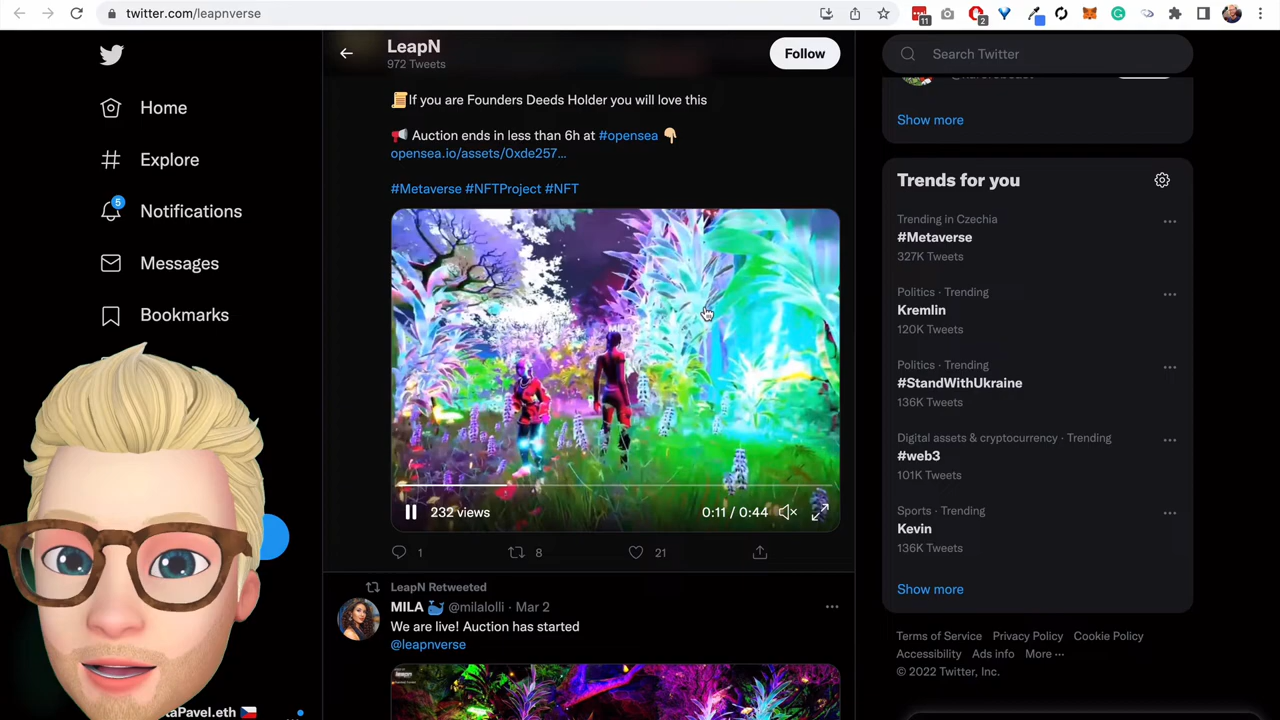 twitter.com/leapnverse
11
2
Home
Explore
5
Notifications
Messages
Bookmarks
taPavel.eth
LeapN
972 Tweets
Follow
If you are Founders Deeds Holder you will love this
Auction ends in less than 6h at #opensea
opensea.io/assets/0xde257…
#Metaverse #NFTProject #NFT
MILA
232 views
0:11 / 0:44
1
8
21
LeapN Retweeted
MILA @milalolli · Mar 2
We are live! Auction has started
@leapnverse
Search Twitter
Show more
Trends for you
Trending in Czechia
#Metaverse
327K Tweets
Politics · Trending
Kremlin
120K Tweets
Politics · Trending
#StandWithUkraine
136K Tweets
Digital assets & cryptocurrency · Trending
#web3
101K Tweets
Sports · Trending
Kevin
136K Tweets
Show more
Terms of Service Privacy Policy Cookie Policy
Accessibility Ads info More ···
© 2022 Twitter, Inc.